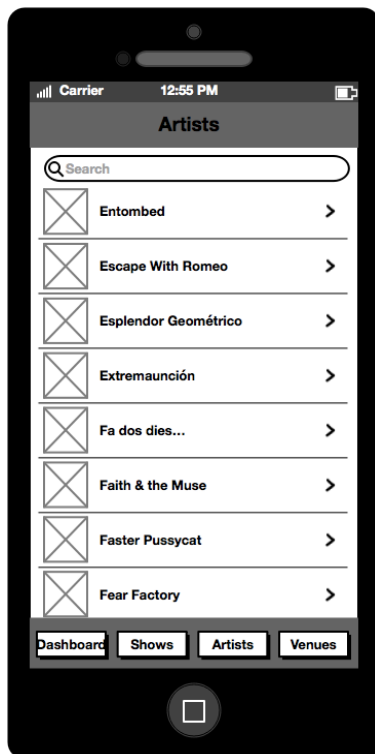 Carrier 12:55 PM
Artists
Search
Entombed
Escape With Romeo
Esplendor Geométrico
Extremaunción
Fa dos dies...
Faith & the Muse
Faster Pussycat
Fear Factory
Dashboard Shows Artists Venues